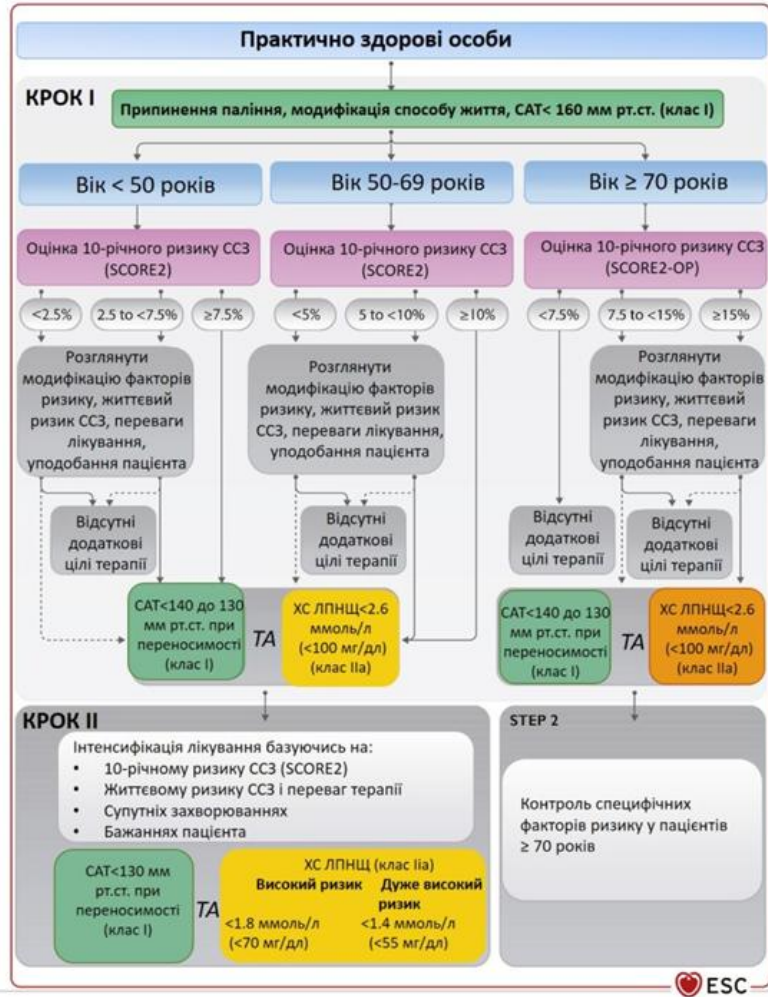 Практично здорові особи
КРОК I
Припинення паління, модифікація способу життя, САТ< 160 мм рт.ст. (клас I)
Вік < 50 років
Вік 50-69 років
Вік ≥ 70 років
Оцінка 10-річного ризику ССЗ
(SCORE2)
Оцінка 10-річного ризику ССЗ
(SCORE2)
Оцінка 10-річного ризику ССЗ
(SCORE2-OP)
<2.5%
2.5 to <7.5%
≥7.5%
<5%
5 to <10%
≥10%
<7.5%
7.5 to <15%
≥15%
Розглянути
модифікацію факторів
ризику, життєвий
ризик ССЗ, переваги
лікування,
уподобання пацієнта
Розглянути
модифікацію факторів
ризику, життєвий ризик
ССЗ, переваги лікування,
уподобання пацієнта
Розглянути
модифікацію факторів
ризику, життєвий
ризик ССЗ, переваги
лікування,
уподобання пацієнта
Відсутні
додаткові
цілі терапії
Відсутні
додаткові
цілі терапії
Відсутні
додаткові
цілі терапії
Відсутні
додаткові
цілі терапії
САТ<140 до 130
мм рт.ст. при
переносимості
(клас I)
ТА
ХС ЛПНЩ<2.6
ммоль/л
(<100 мг/дл)
(клас IIa)
САТ<140 до 130
мм рт.ст. при
переносимості
(клас I)
ТА
ХС ЛПНЩ<2.6
ммоль/л
(<100 мг/дл)
(клас IIa)
КРОК II
Інтенсифікація лікування базуючись на:
• 10-річному ризику ССЗ (SCORE2)
• Життєвому ризику ССЗ і переваг терапії
• Супутніх захворюваннях
• Бажаннях пацієнта
САТ<130 мм
рт.ст. при
переносимості
(клас I)
ТА
ХС ЛПНЩ (клас IIa)
Високий ризик
Дуже високий
ризик
<1.8 ммоль/л
(<70 мг/дл)
<1.4 ммоль/л
(<55 мг/дл)
STEP 2
Контроль специфічних
факторів ризику у пацієнтів
≥ 70 років
ESC